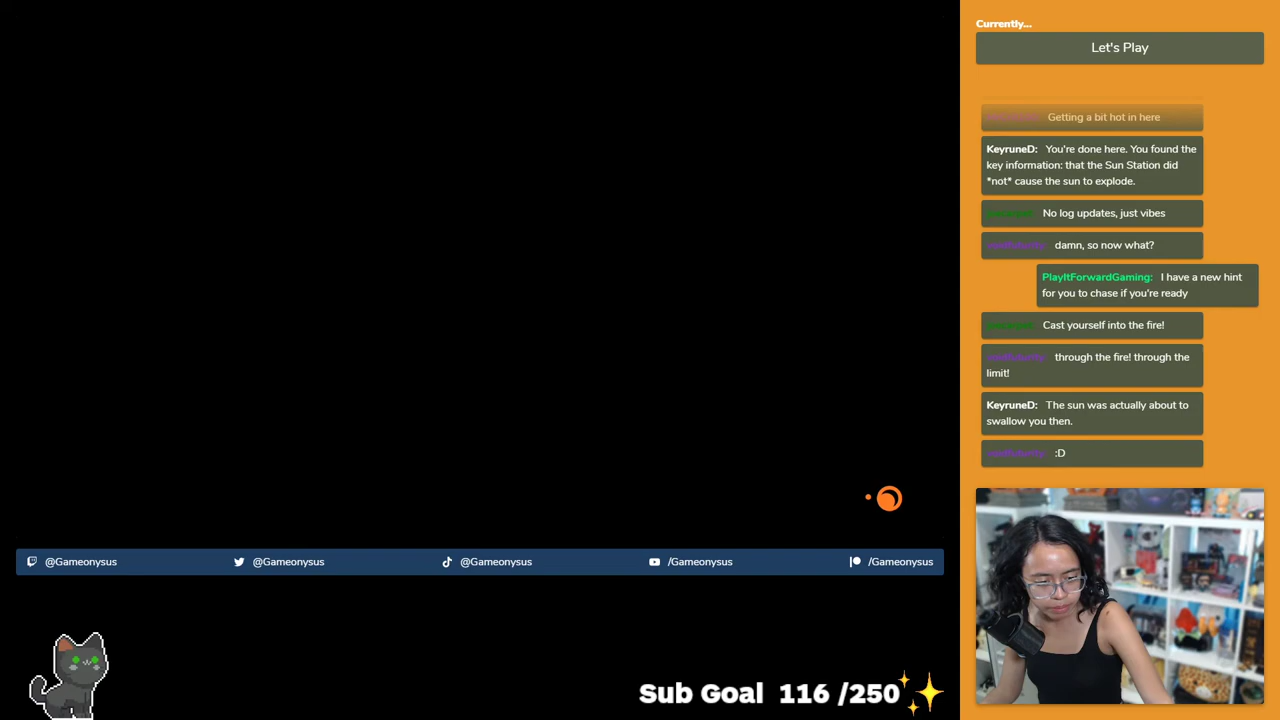 Currently...
Let's Play
Getting a bit hot in here
KeyruneD: You're done here. You found the
key information: that the Sun Station did
*not* cause the sun to explode.
No log updates, just vibes
damn, so now what?
PlayItForwardGaming: I have a new hint
for you to chase if you're ready
Cast yourself into the fire!
through the fire! through the
limit!
KeyruneD: The sun was actually about to
swallow you then.
:D
@Gameonysus
@Gameonysus
@Gameonysus
/Gameonysus
/Gameonysus
Sub Goal 116 /250